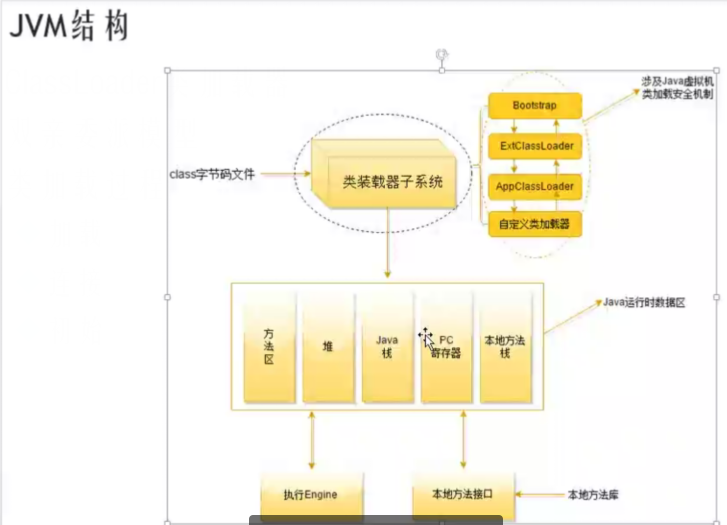 JVM结构
涉及Java虚拟机
类加载安全机制
Bootstrap
ExtClassLoader
AppClassLoader
自定义类加载器
class字节码文件
类装载器子系统
Java运行时数据区
方
法
区
堆
Java
栈
PC
寄存器
本地方法
栈
执行Engine
本地方法接口
本地方法库